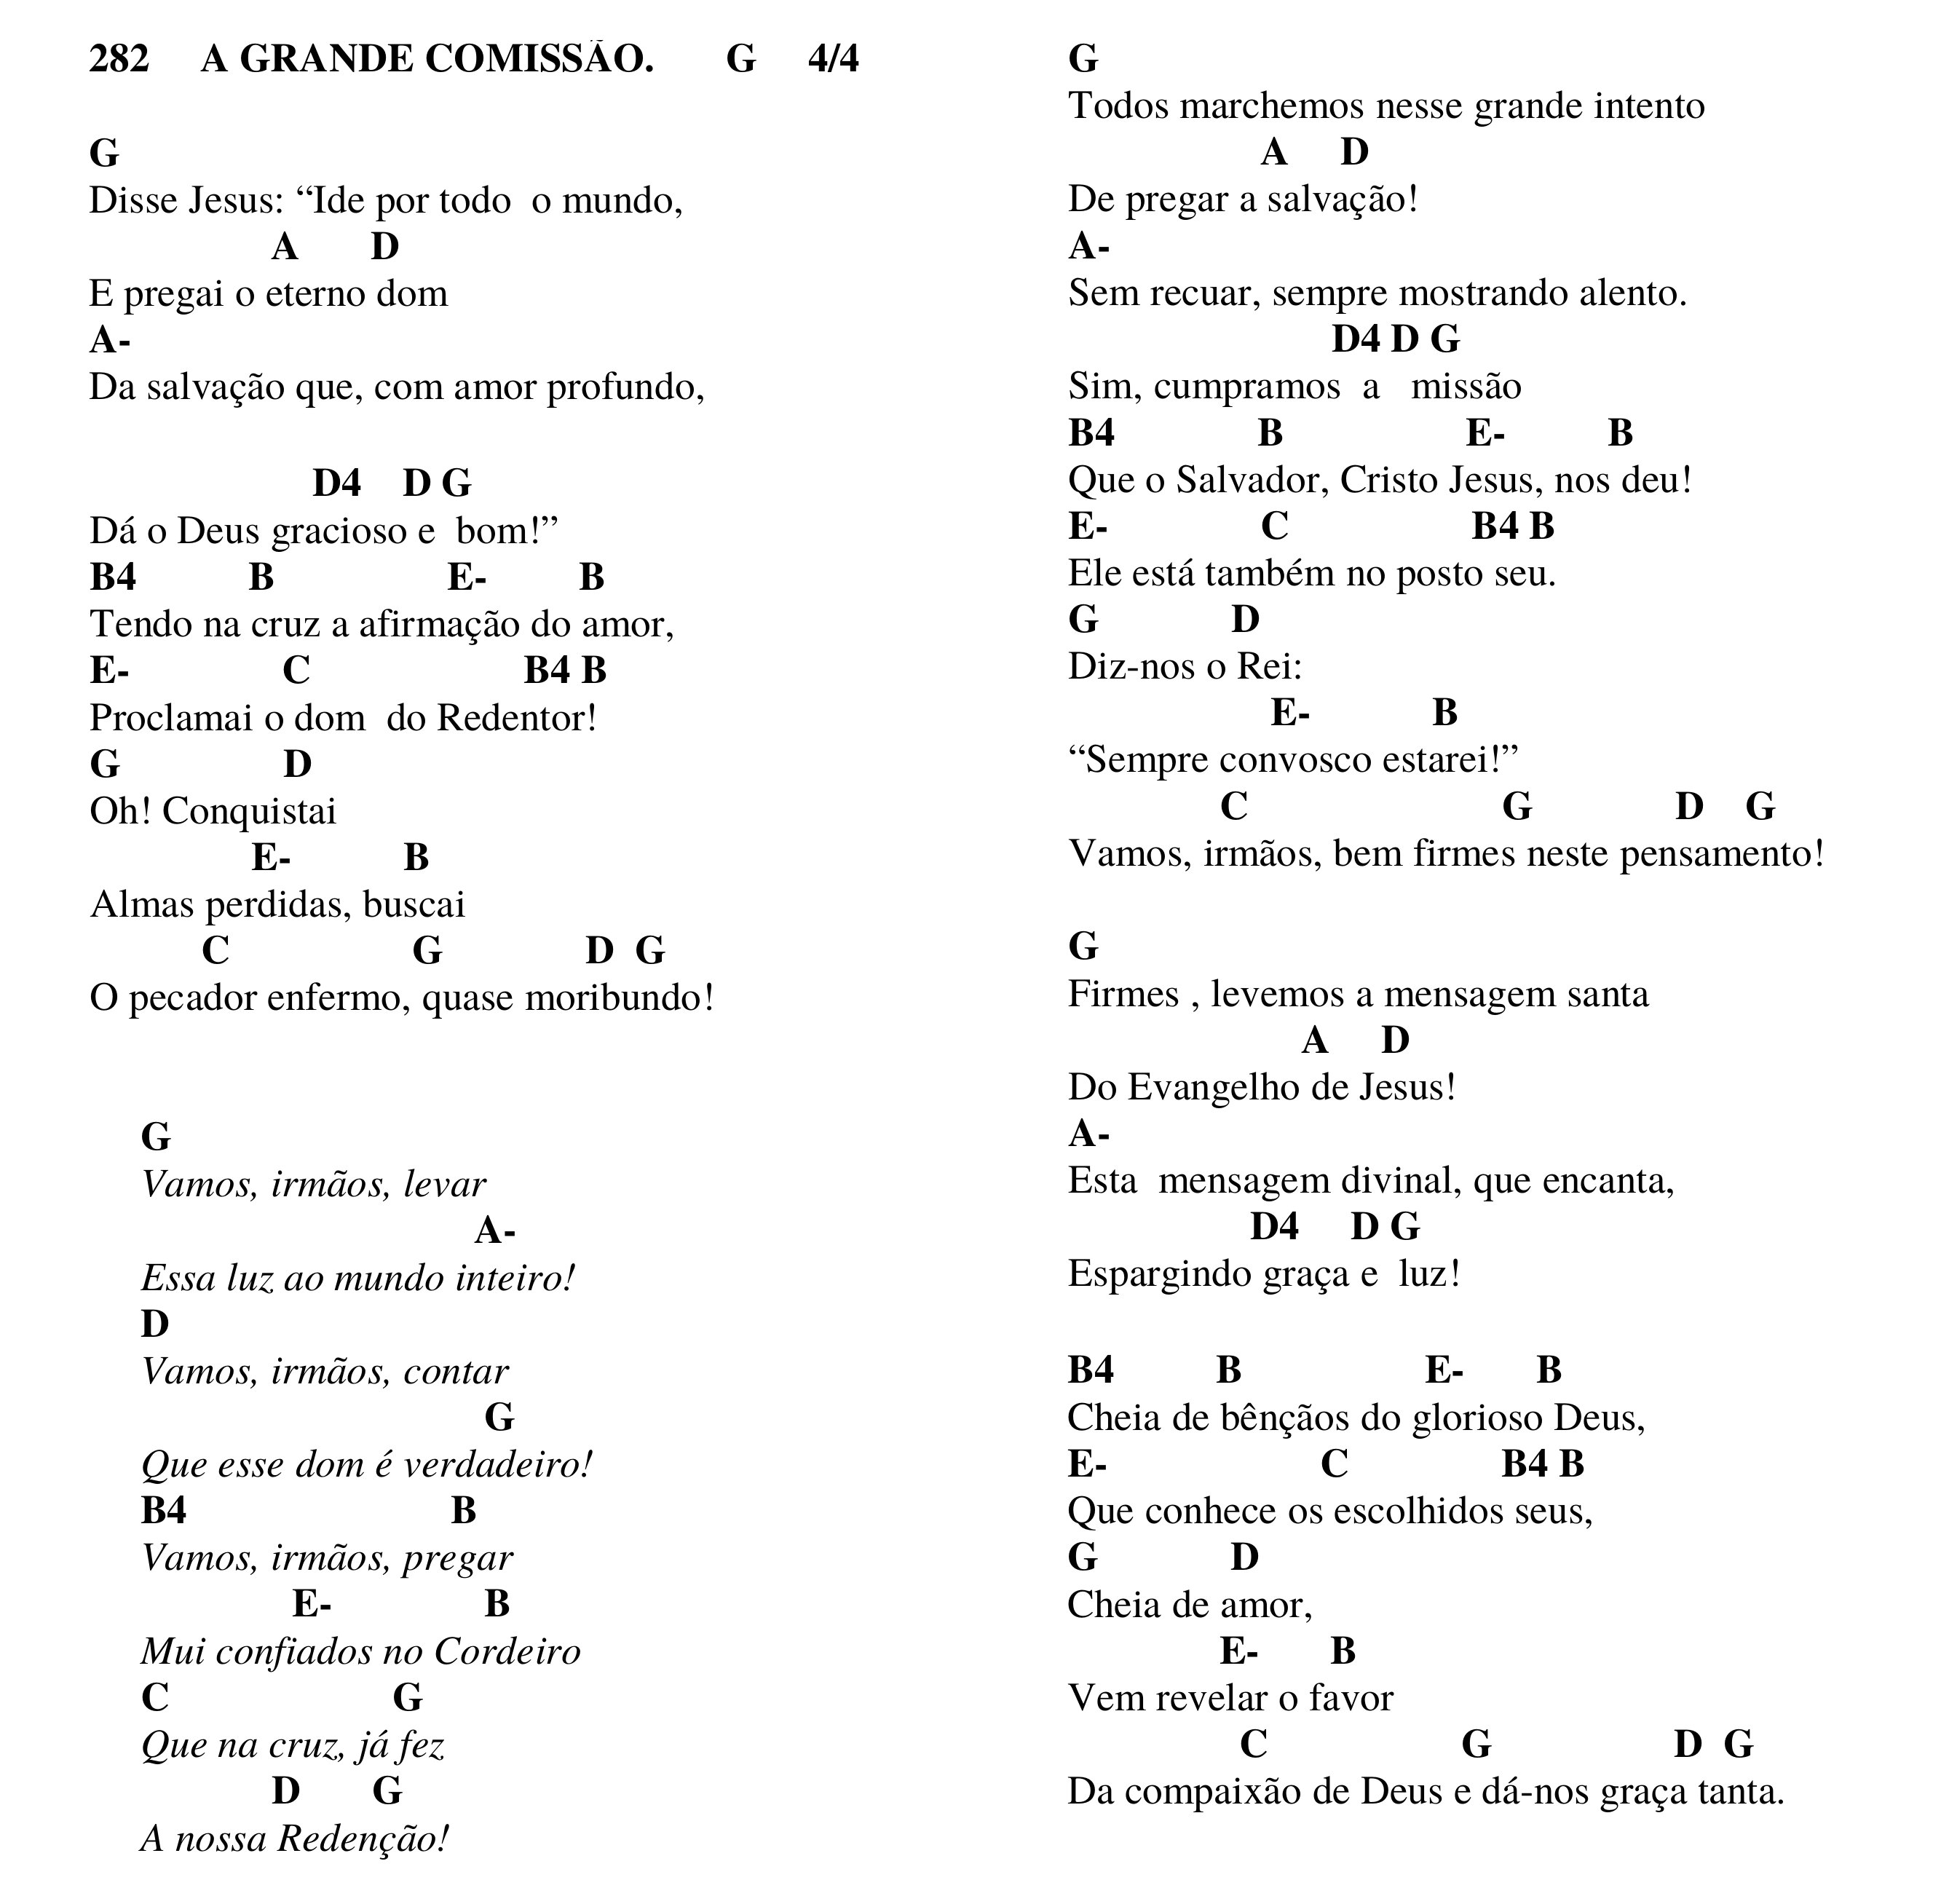 282     A GRANDE COMISSÃO.       G     4/4
G
Disse Jesus: “Ide por todo  o mundo,
A       D
E pregai o eterno dom
A-
Da salvação que, com amor profundo,
D4    D G
Dá o Deus gracioso e  bom!”
B4           B                 E-         B
Tendo na cruz a afirmação do amor,
E-               C                     B4 B
Proclamai o dom  do Redentor!
G                D
Oh! Conquistai
E-           B
Almas perdidas, buscai
C                  G              D  G
O pecador enfermo, quase moribundo!
G
Vamos, irmãos, levar
A-
Essa luz ao mundo inteiro!
D
Vamos, irmãos, contar
G
Que esse dom é verdadeiro!
B4                          B
Vamos, irmãos, pregar
E-               B
Mui confiados no Cordeiro
C                      G
Que na cruz, já fez
D       G
A nossa Redenção!
G
Todos marchemos nesse grande intento
A     D
De pregar a salvação!
A-
Sem recuar, sempre mostrando alento.
D4 D G
Sim, cumpramos  a   missão
B4              B                  E-          B
Que o Salvador, Cristo Jesus, nos deu!
E-               C                  B4 B
Ele está também no posto seu.
G             D
Diz-nos o Rei:
E-            B
“Sempre convosco estarei!”
C                         G              D    G
Vamos, irmãos, bem firmes neste pensamento!
G
Firmes , levemos a mensagem santa
A     D
Do Evangelho de Jesus!
A-
Esta  mensagem divinal, que encanta,
D4     D G
Espargindo graça e  luz!
B4          B                  E-       B
Cheia de bênçãos do glorioso Deus,
E-                     C               B4 B
Que conhece os escolhidos seus,
G             D
Cheia de amor,
E-       B
Vem revelar o favor
C                   G                  D  G
Da compaixão de Deus e dá-nos graça tanta.